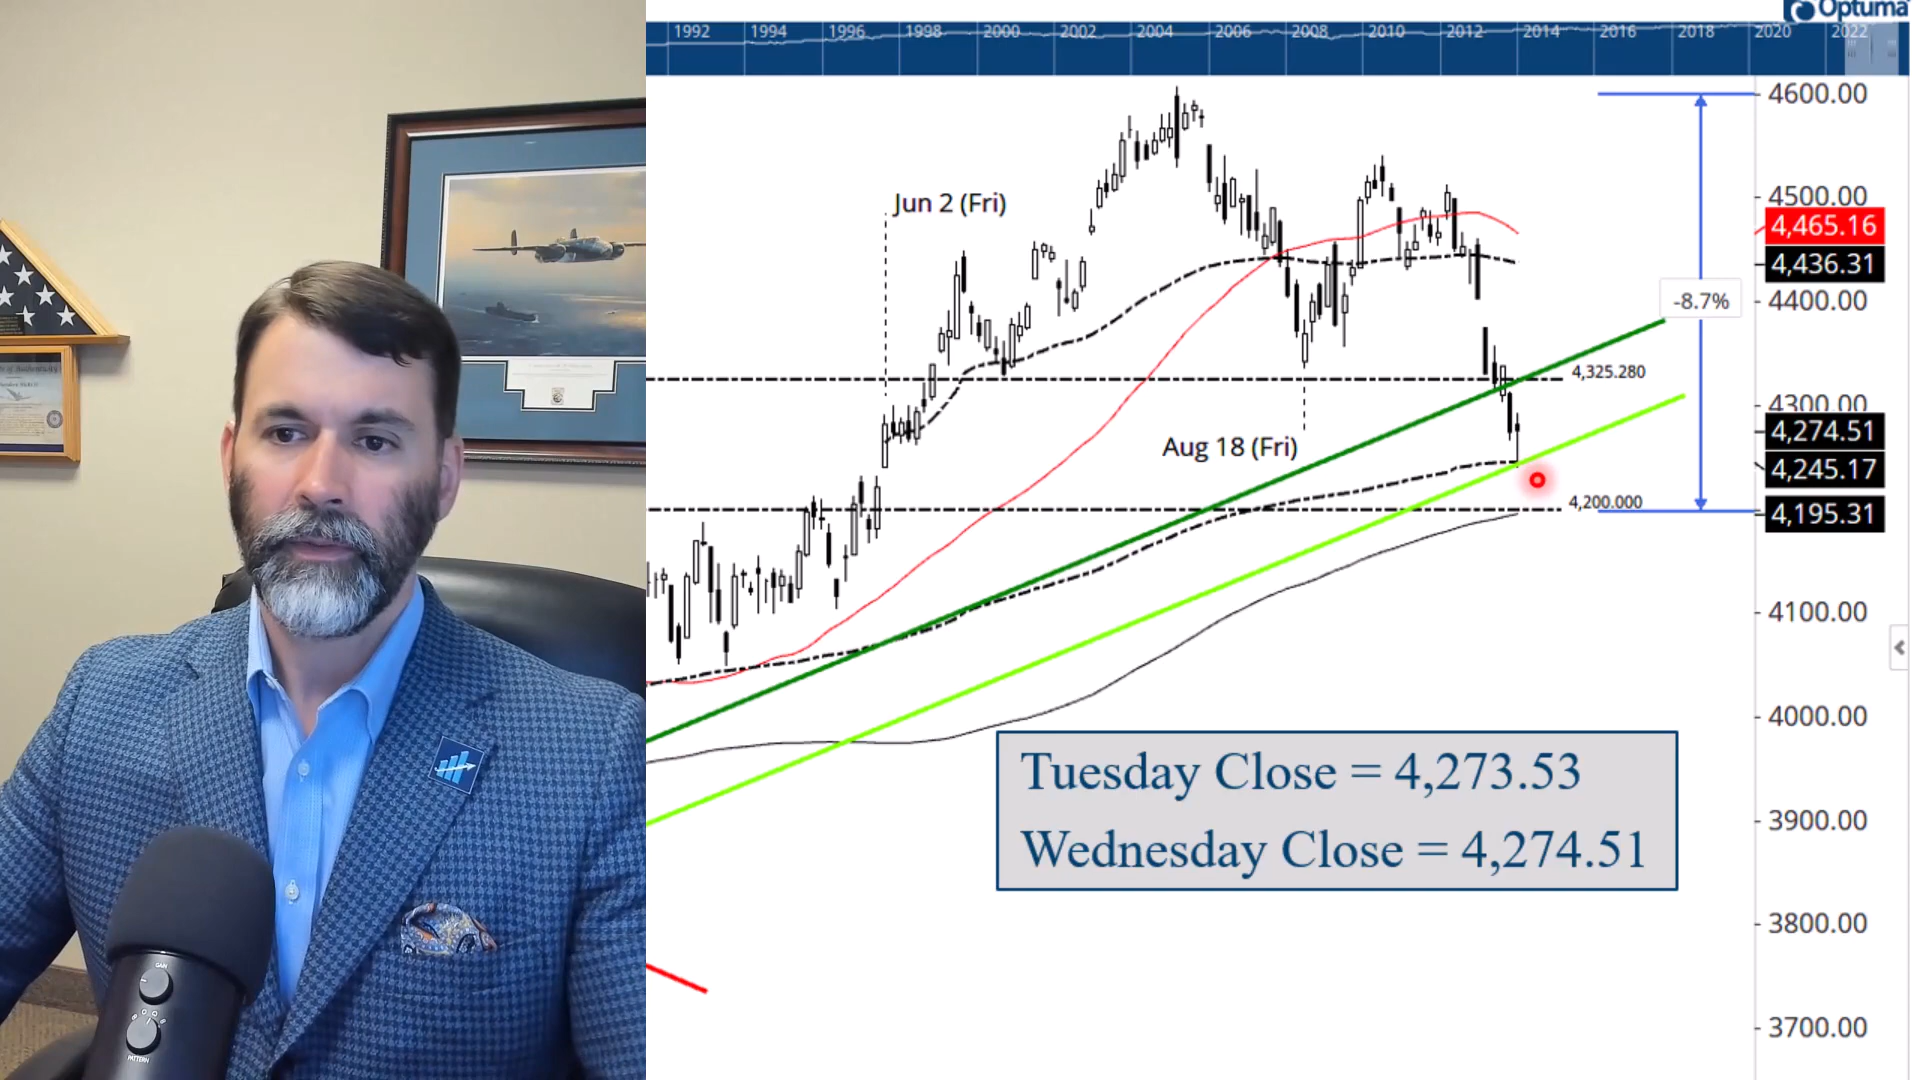 Optuma
1992 1994 1996 1998 2000 2002 2004 2006 2008 2010 2012 2014 2016 2018 2020 2022
4600.00
Jun 2 (Fri)
4500.00
4,465.16
4,436.31
-8.7%
4400.00
4,325.280
4300.00
4,274.51
Aug 18 (Fri)
4,245.17
4,200.000
4,195.31
4100.00
4000.00
Tuesday Close = 4,273.53
Wednesday Close = 4,274.51
3900.00
3800.00
3700.00
GAIN
PATTERN